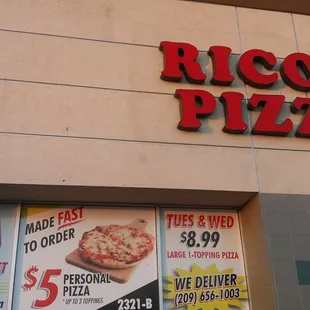 RICO
PIZZ
MADE FAST
TO ORDER
$5
PERSONAL
PIZZA
*UP TO 3 TOPPINGS
2321-B
TUES & WED
$8.99
LARGE 1-TOPPING PIZZA
WE DELIVER
(209) 656-1003